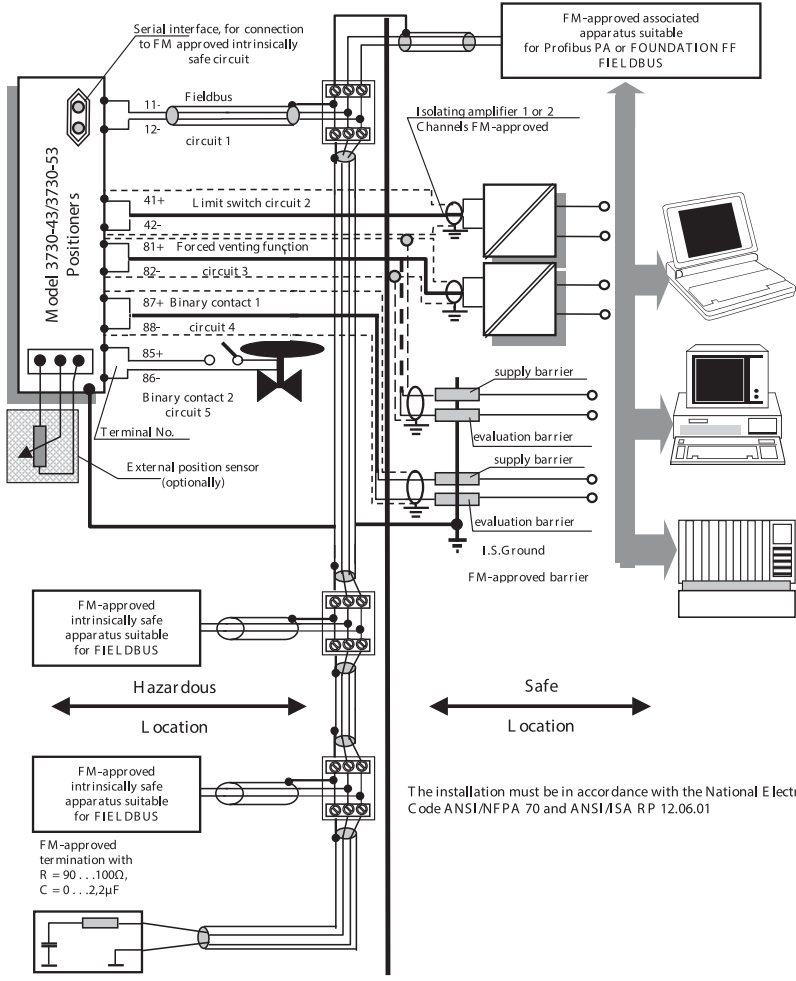 Serial interface, for connection
to FM approved intrinsically
safe circuit
FM-approved associated
apparatus suitable
for Profibus PA or FOUNDATION FF
FIELDBUS
Model 3730-43/3730-53
Positioners
11-
Fieldbus
12-
circuit 1
Isolating amplifier 1 or 2
Channels FM-approved
41+
Limit switch circuit 2
42-
81+
Forced venting function
82-
circuit 3
87+
Binary contact 1
88-
circuit 4
85+
86-
Binary contact 2
circuit 5
Terminal No.
External position sensor
(optionally)
supply barrier
evaluation barrier
supply barrier
evaluation barrier
I.S.Ground
FM-approved barrier
FM-approved
intrinsically safe
apparatus suitable
for FIELDBUS
Hazardous
Location
Safe
Location
FM-approved
intrinsically safe
apparatus suitable
for FIELDBUS
The installation must be in accordance with the National Electr
Code ANSI/NFPA 70 and ANSI/ISA RP 12.06.01
FM-approved
termination with
R = 90 . . .100Ω,
C = 0 . . .2,2µF